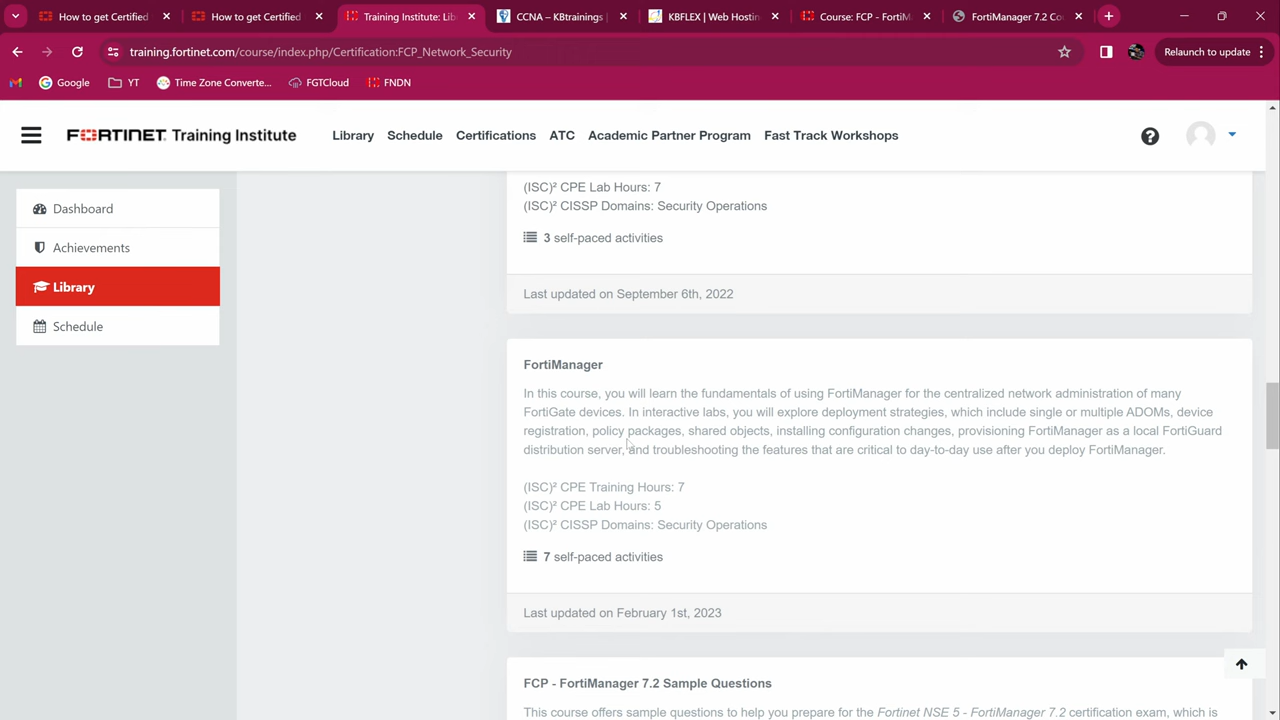 How to get Certified
How to get Certified
Training Institute: Lib
CCNA – KBtrainings |
KBFLEX | Web Hostin
Course: FCP - FortiM
FortiManager 7.2 Co
training.fortinet.com/course/index.php/Certification:FCP_Network_Security
Relaunch to update
Google
YT
Time Zone Converte...
FGTCloud
FNDN
FORTINET Training Institute
Library
Schedule
Certifications
ATC
Academic Partner Program
Fast Track Workshops
Dashboard
Achievements
Library
Schedule
(ISC)² CPE Lab Hours: 7
(ISC)² CISSP Domains: Security Operations
3 self-paced activities
Last updated on September 6th, 2022
FortiManager
In this course, you will learn the fundamentals of using FortiManager for the centralized network administration of many
FortiGate devices. In interactive labs, you will explore deployment strategies, which include single or multiple ADOMs, device
registration, policy packages, shared objects, installing configuration changes, provisioning FortiManager as a local FortiGuard
distribution server, and troubleshooting the features that are critical to day-to-day use after you deploy FortiManager.
(ISC)² CPE Training Hours: 7
(ISC)² CPE Lab Hours: 5
(ISC)² CISSP Domains: Security Operations
7 self-paced activities
Last updated on February 1st, 2023
FCP - FortiManager 7.2 Sample Questions
This course offers sample questions to help you prepare for the Fortinet NSE 5 - FortiManager 7.2 certification exam, which is